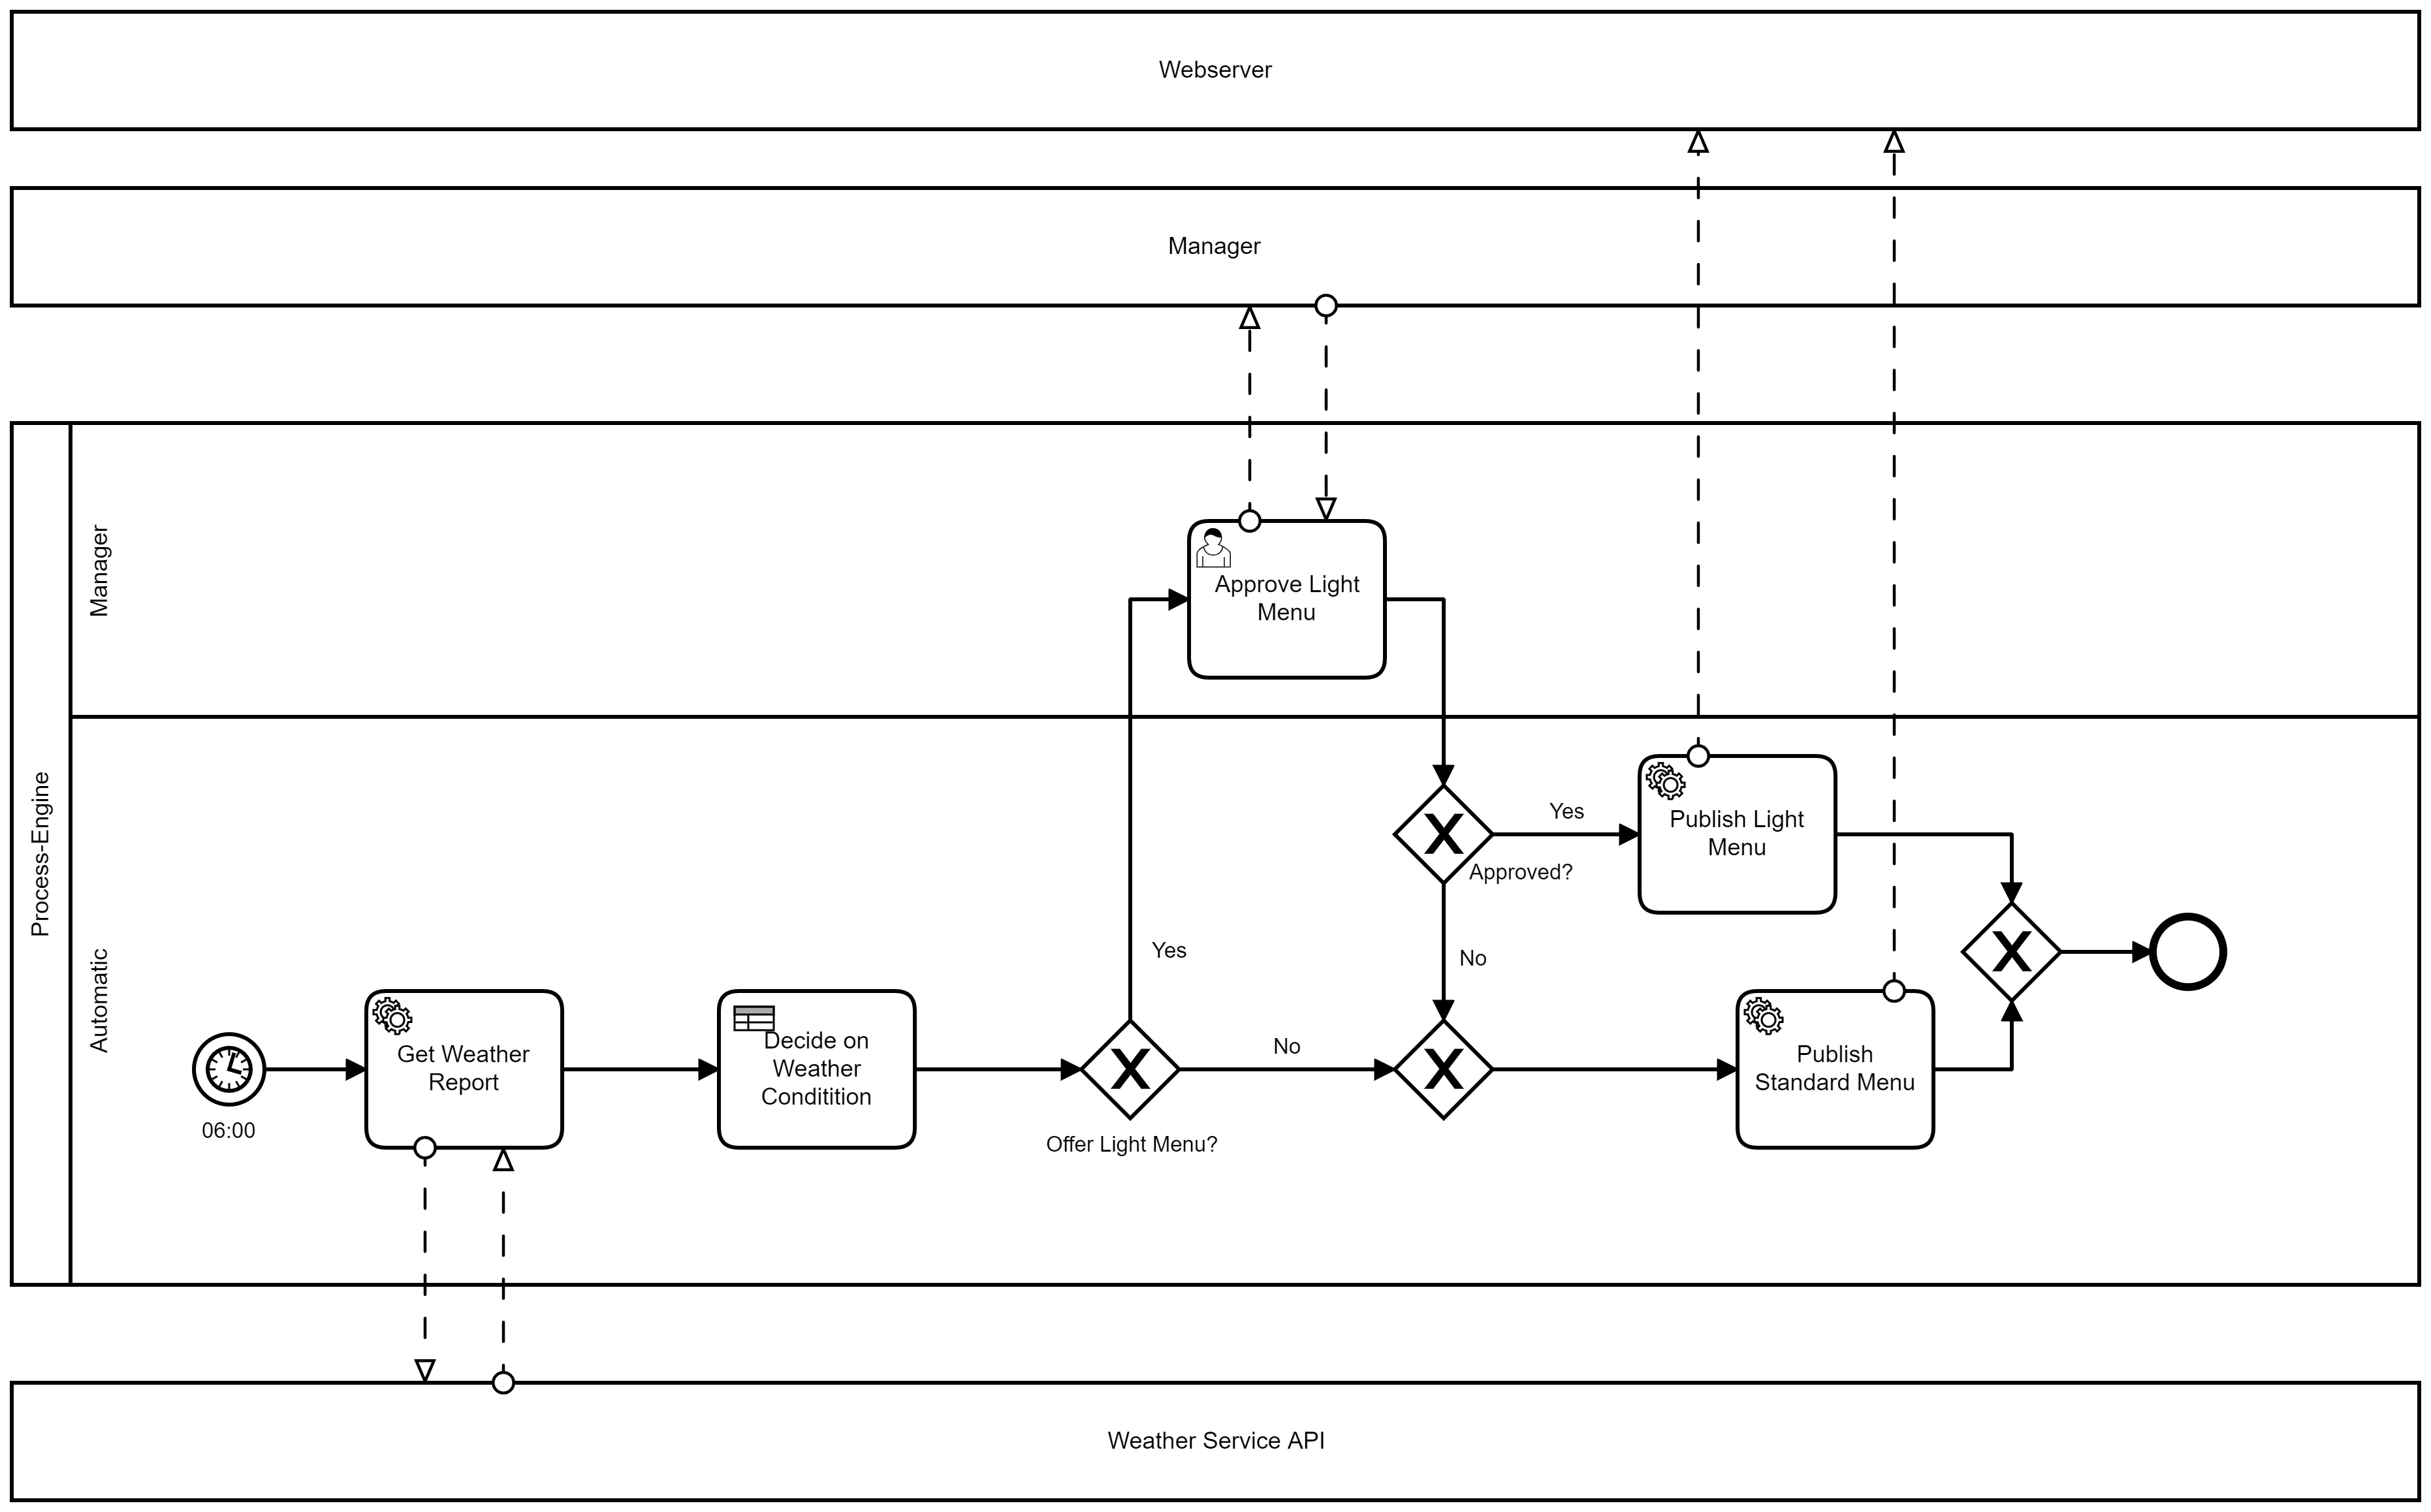 Webserver
Manager
Process-Engine
Manager
Approve Light
Menu
Automatic
06:00
Get Weather
Report
Decide on
Weather
Conditition
Offer Light Menu?
Yes
No
Approved?
Yes
No
Publish Light
Menu
Publish
Standard Menu
Weather Service API